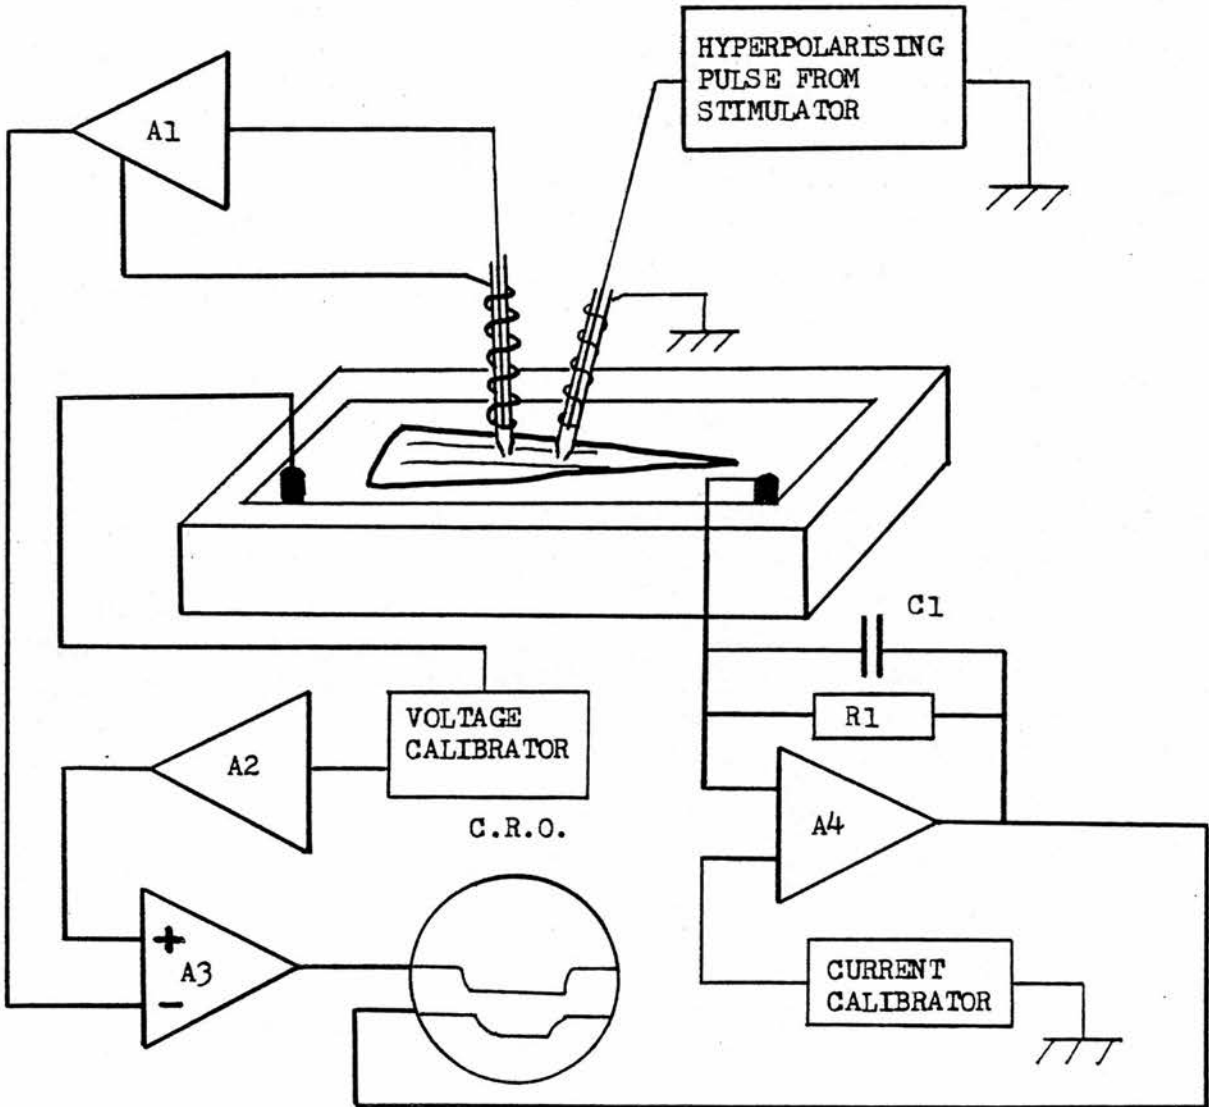 HYPERPOLARISING
PULSE FROM
STIMULATOR
A1
C1
R1
VOLTAGE
CALIBRATOR
A2
C.R.O.
A4
+
A3
-
CURRENT
CALIBRATOR